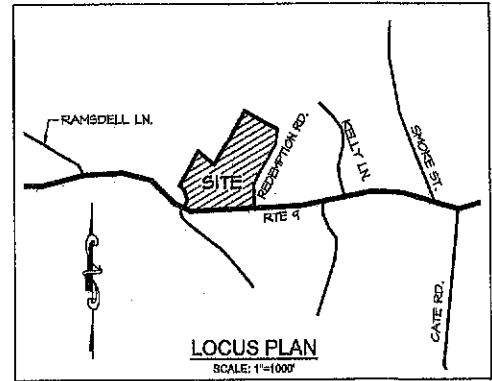 RAMSDELL LN.
SITE
REDEMPTION RD.
KELLY LN.
SMOKE ST.
RTE 9
CATE RD.
LOCUS PLAN
SCALE: 1"=1000'